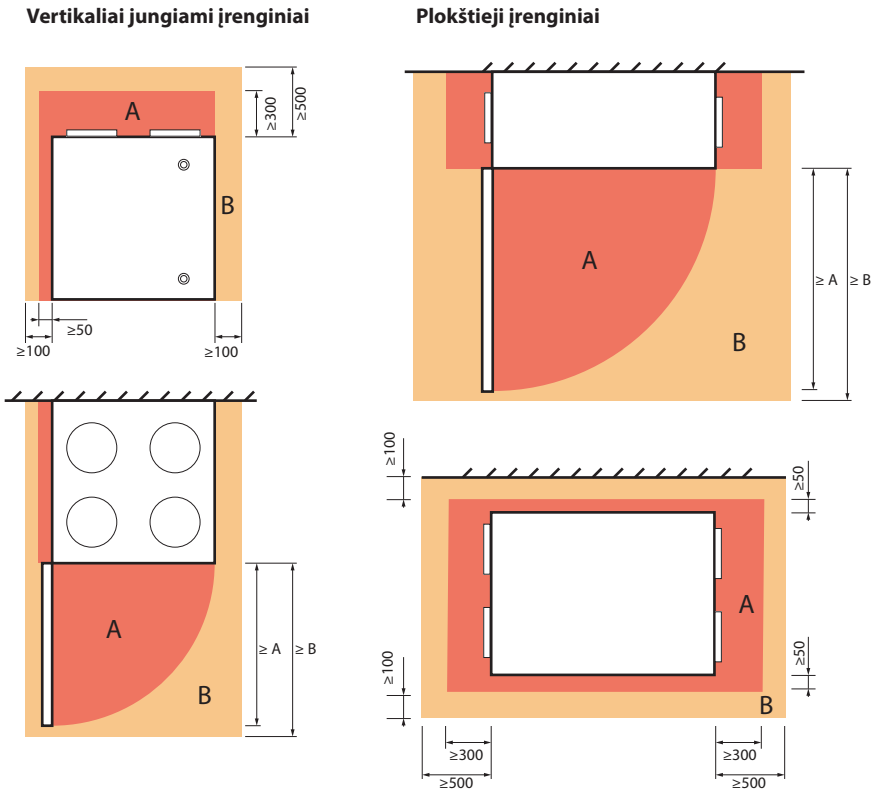 Vertikaliai jungiami įrenginiai
A
≥300
≥500
B
≥50
≥100
≥100
A
B
≥ A
≥ B
Plokštieji įrenginiai
A
B
≥ A
≥ B
≥100
≥50
A
≥50
≥100
B
≥300
≥300
≥500
≥500